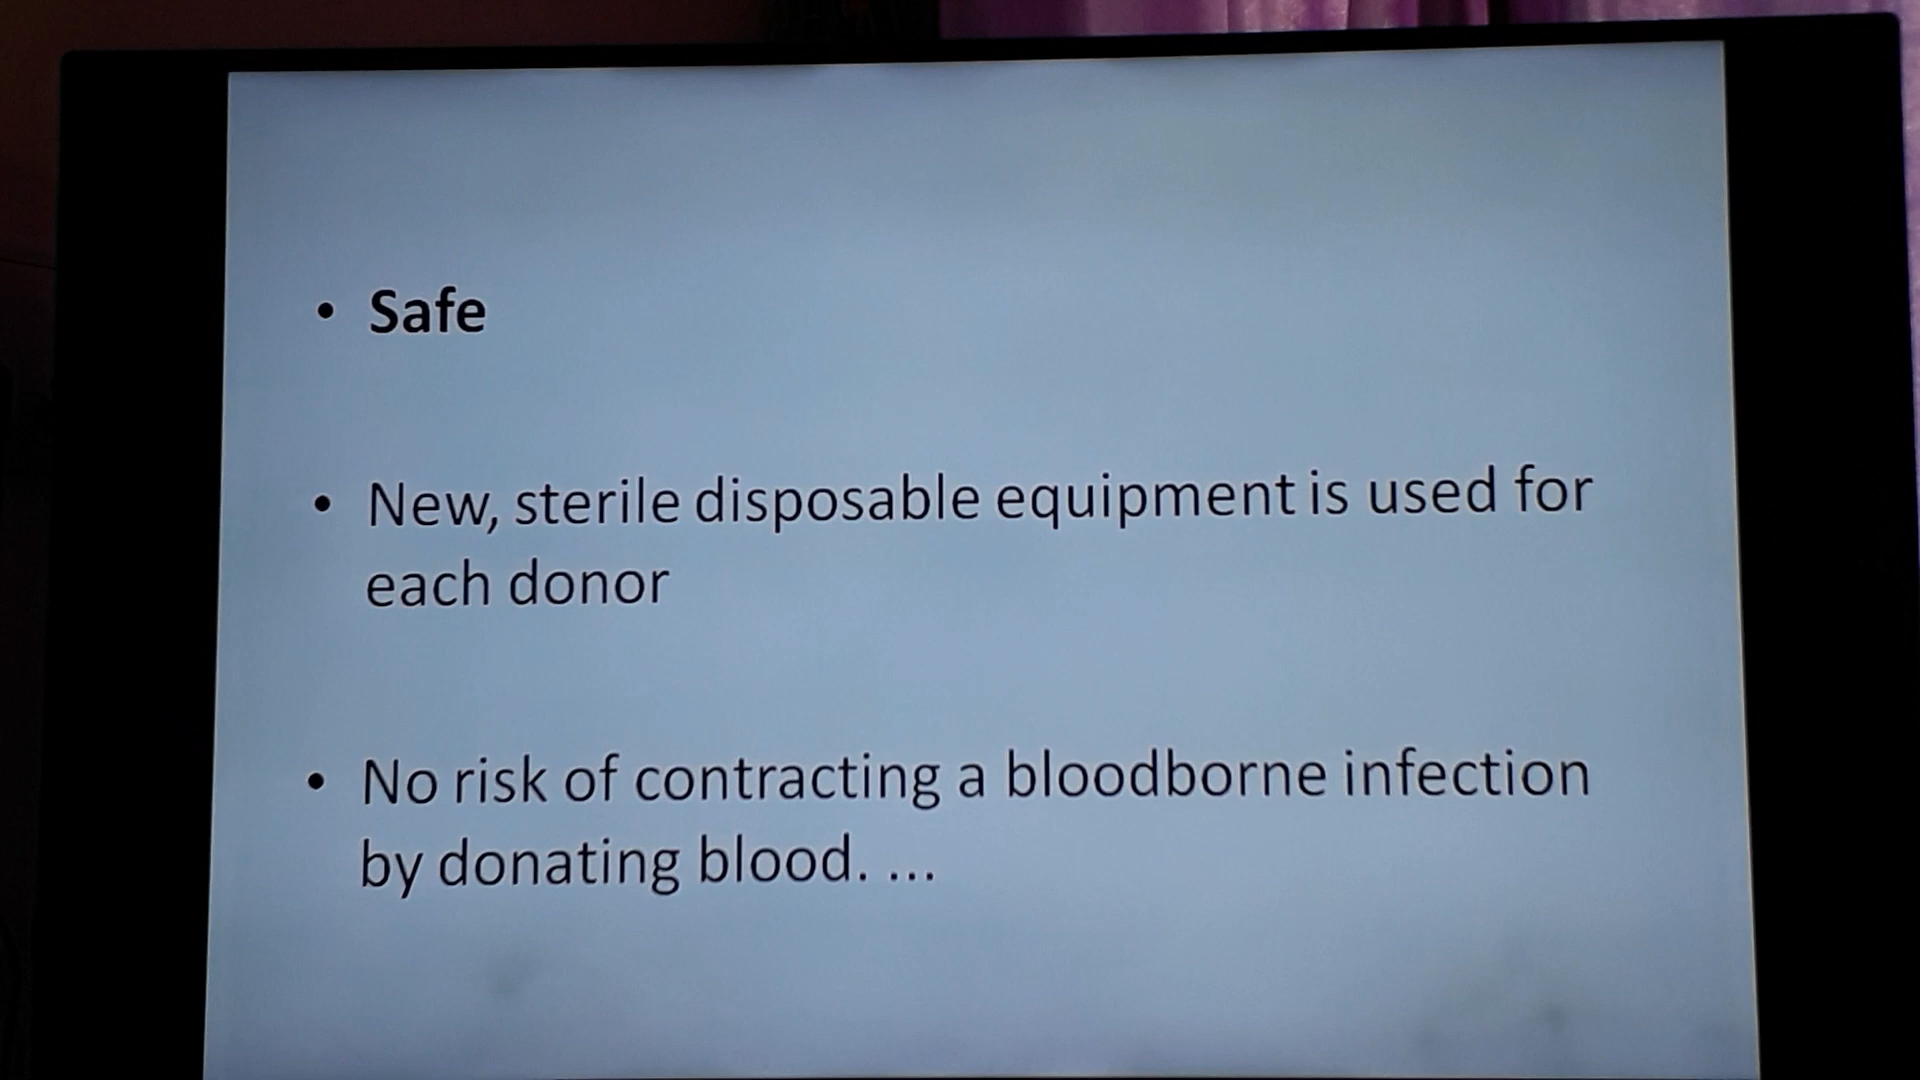 • Safe
• New, sterile disposable equipment is used for
each donor
• No risk of contracting a bloodborne infection
by donating blood. ...